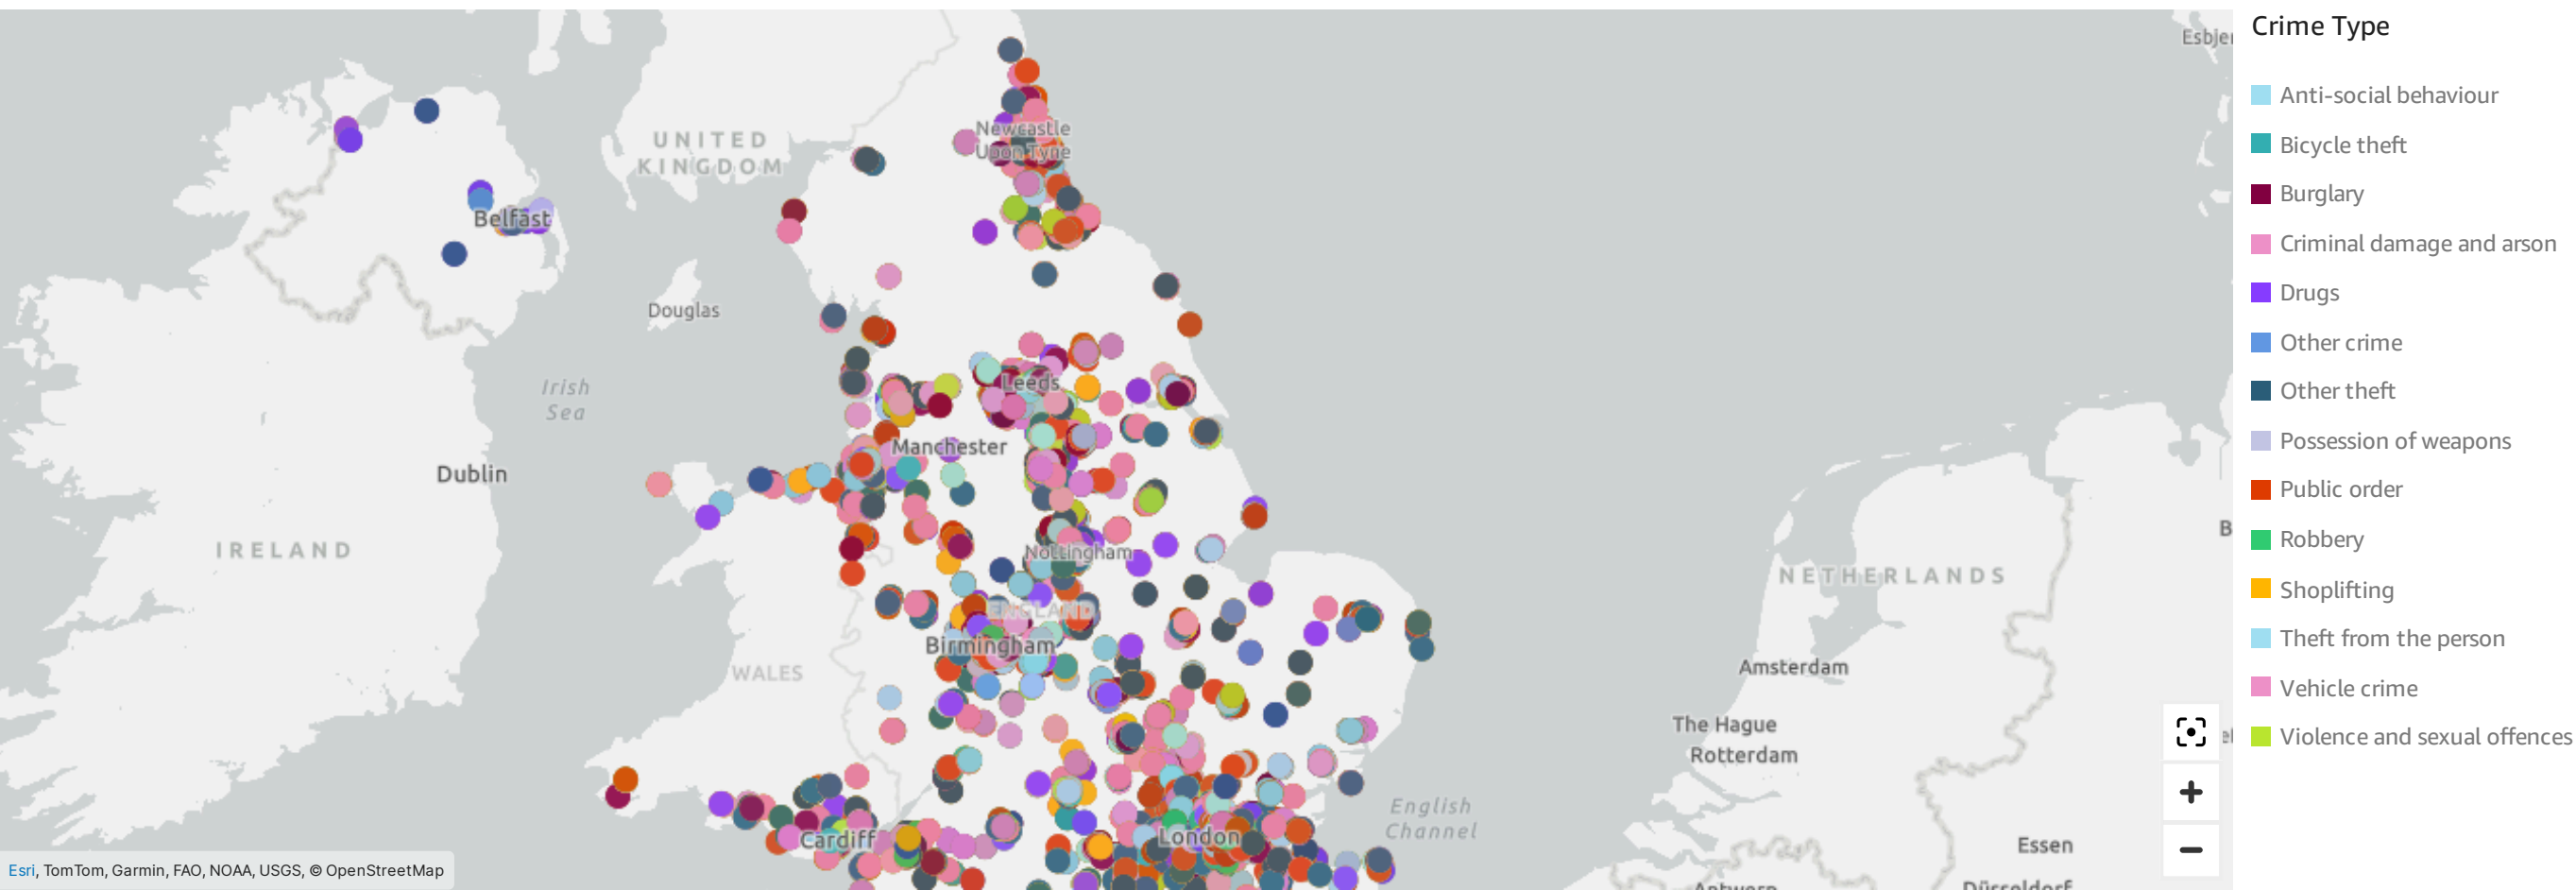 Crime Type
Anti-social behaviour
Bicycle theft
Burglary
Criminal damage and arson
Drugs
Other crime
Other theft
Possession of weapons
Public order
Robbery
Shoplifting
Theft from the person
Vehicle crime
Violence and sexual offences
UNITED
KINGDOM
Newcastle
Upon Tyne
Belfast
Douglas
Irish
Sea
Leeds
Manchester
Dublin
IRELAND
Nottingham
ENGLAND
Birmingham
WALES
NETHERLANDS
Amsterdam
The Hague
Rotterdam
English
Channel
Cardiff
London
Essen
Antwerp
Düsseldorf
Esri, TomTom, Garmin, FAO, NOAA, USGS, © OpenStreetMap